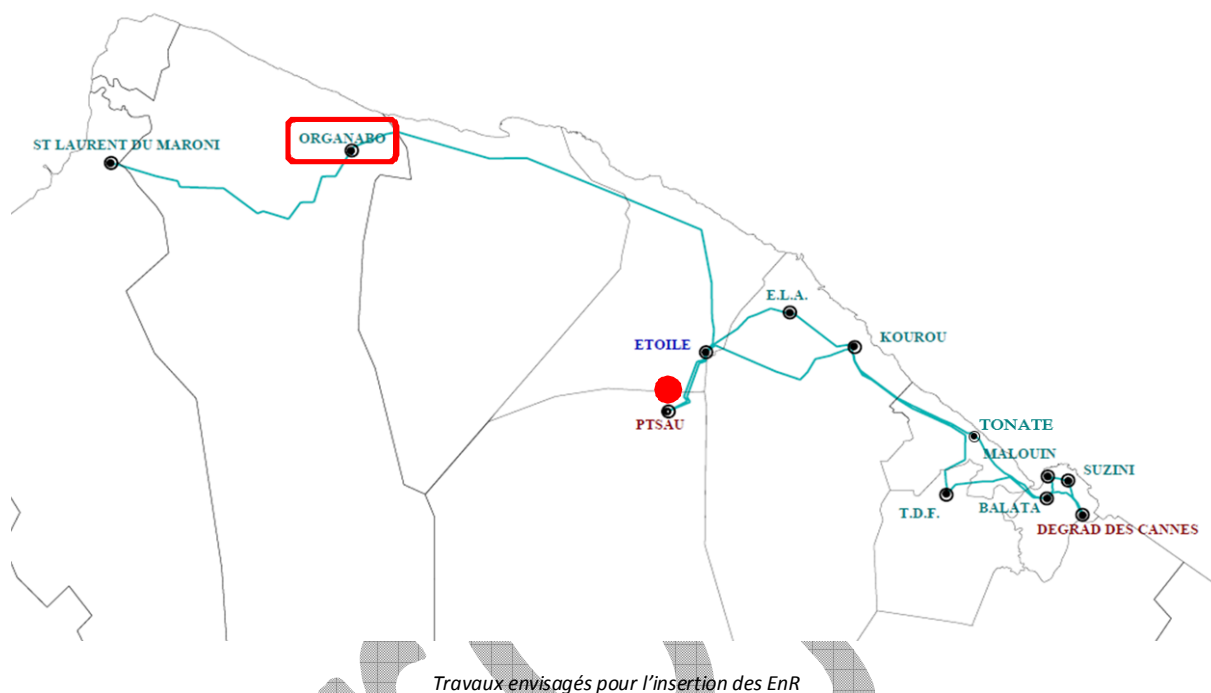 ORGANABO
ST LAURENT DU MARONI
E.L.A.
ETOILE
KOUROU
PTSAU
TONATE
MALOUIN
SUZINI
T.D.F.
BALATA
DEGRAD DES CANNES
Travaux envisagés pour l'insertion des EnR